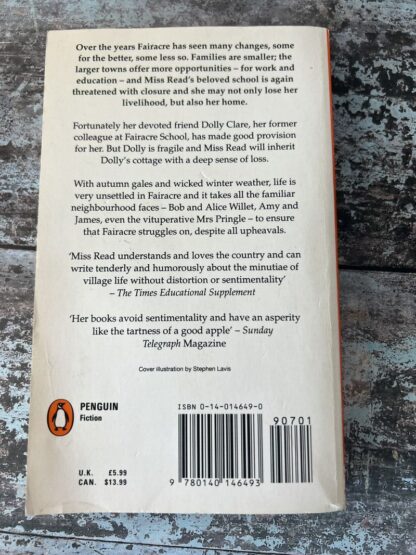 Over the years Fairacre has seen many changes, some
for the better, some less so. Families are smaller; the
larger towns offer more opportunities – for work and
education – and Miss Read's beloved school is again
threatened with closure and she may not only lose her
livelihood, but also her home.
Fortunately her devoted friend Dolly Clare, her former
colleague at Fairacre School, has made good provision
for her. But Dolly is fragile and Miss Read will inherit
Dolly's cottage with a deep sense of loss.
With autumn gales and wicked winter weather, life is
very unsettled in Fairacre and it takes all the familiar
neighbourhood faces – Bob and Alice Willet, Amy and
James, even the vituperative Mrs Pringle – to ensure
that Fairacre struggles on, despite all upheavals.
'Miss Read understands and loves the country and can
write tenderly and humorously about the minutiae of
village life without distortion or sentimentality'
– The Times Educational Supplement
'Her books avoid sentimentality and have an asperity
like the tartness of a good apple' – Sunday
Telegraph Magazine
Cover illustration by Stephen Lavis
PENGUIN
Fiction
U.K. £5.99
CAN. $13.99
ISBN 0-14-014649-0
90701
9 780140 146493